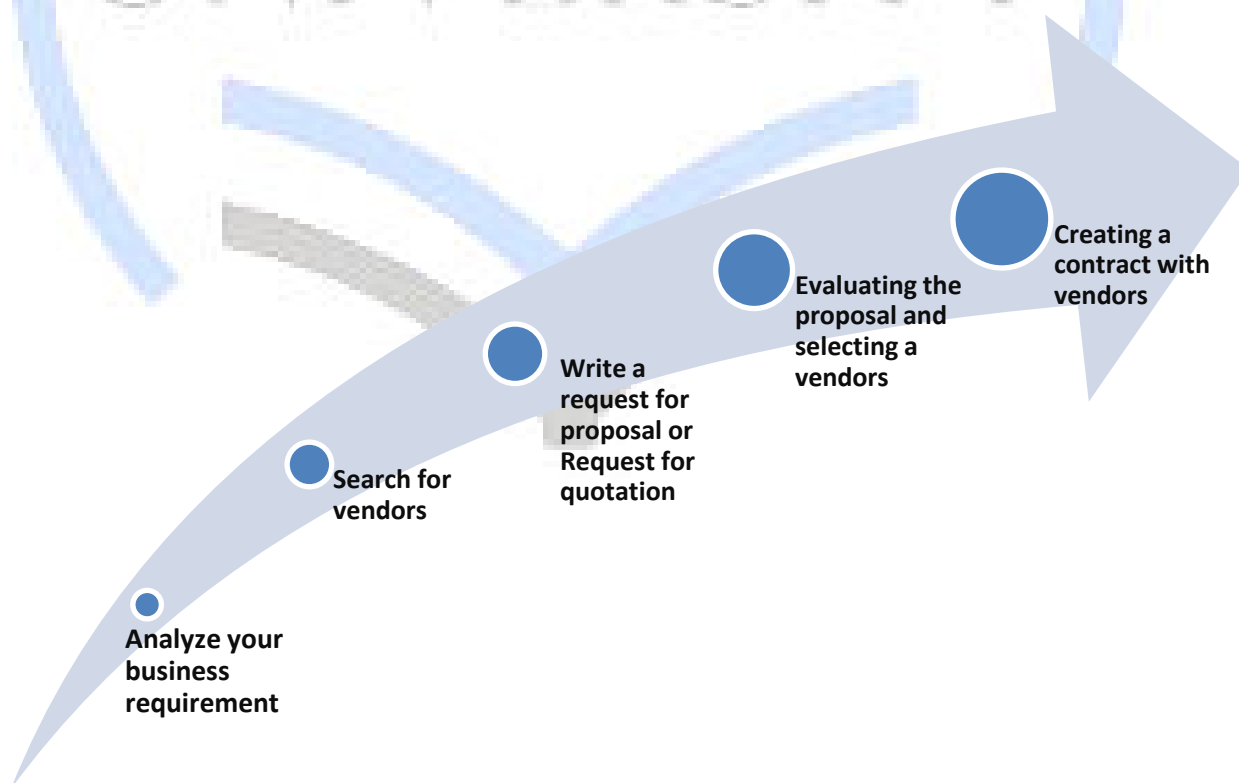 Analyze your
business
requirement
Search for
vendors
Write a
request for
proposal or
Request for
quotation
Evaluating the
proposal and
selecting a
vendors
Creating a
contract with
vendors